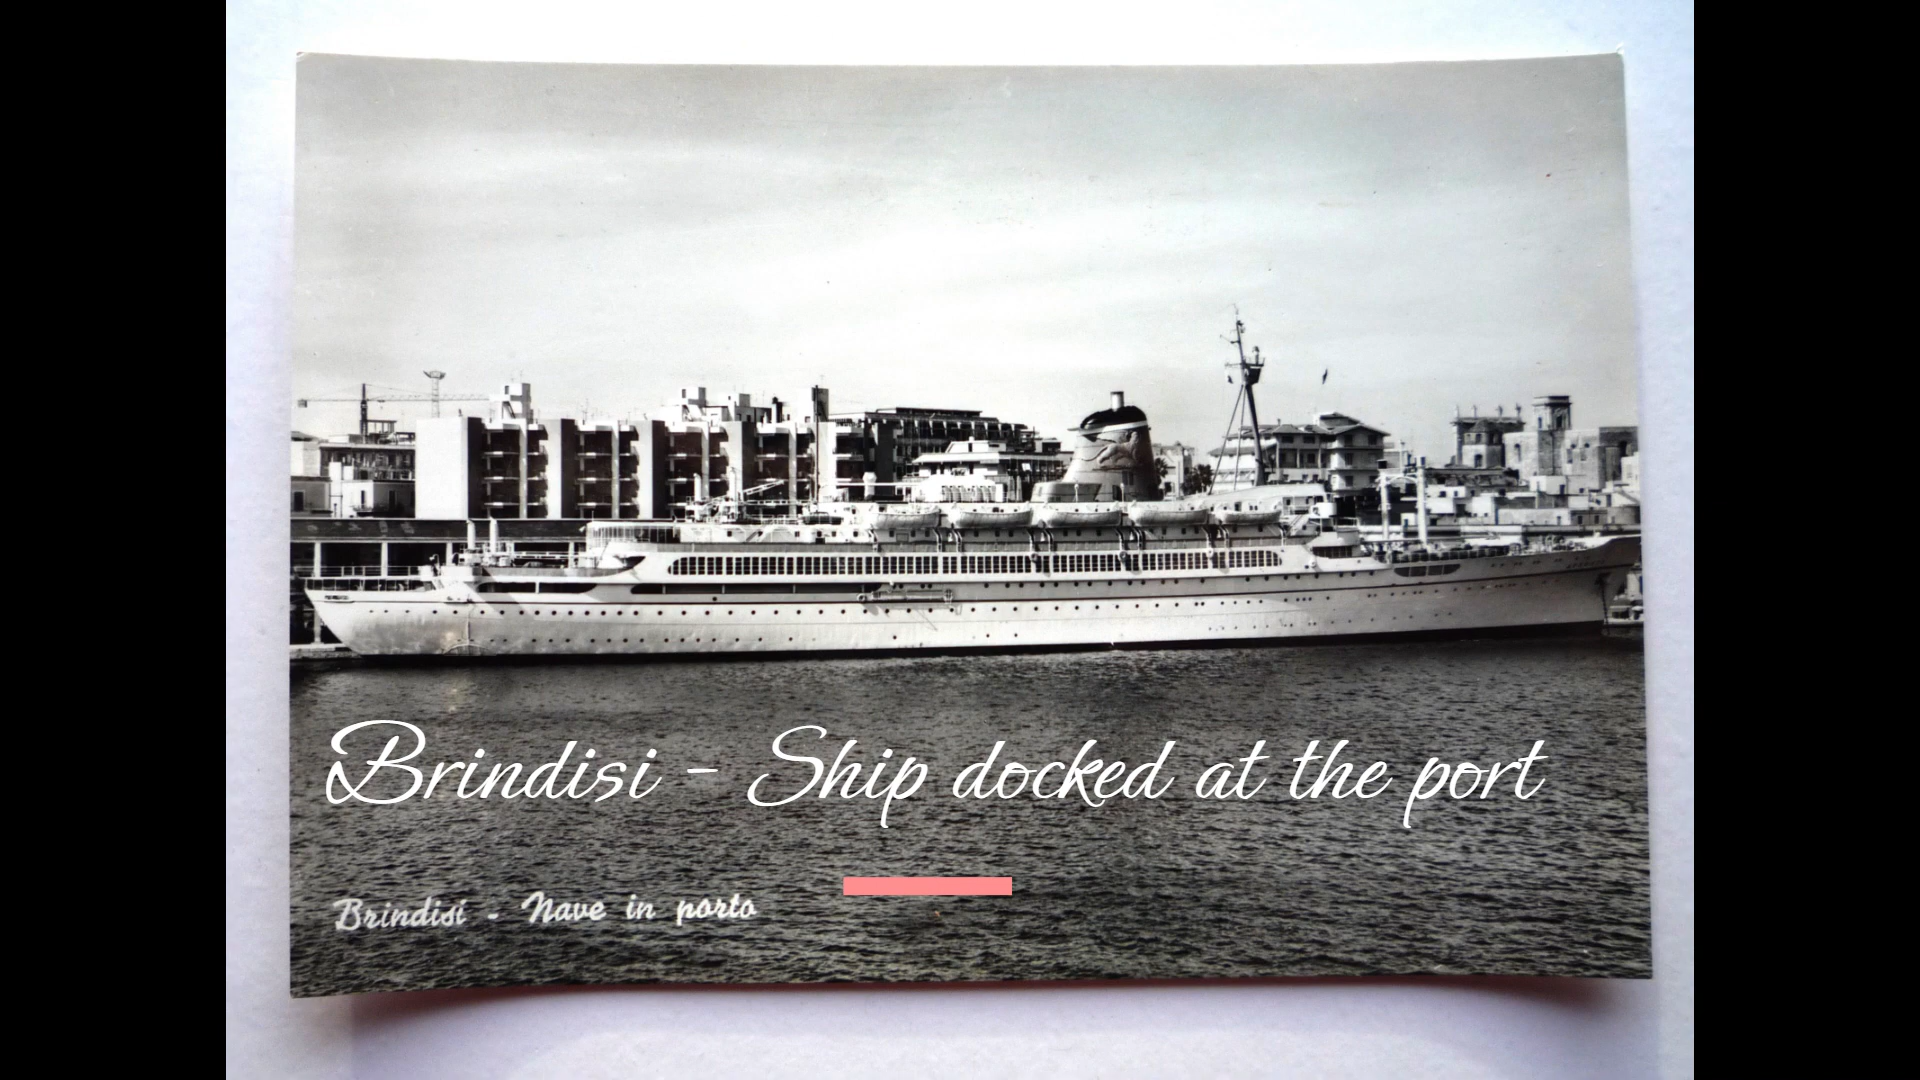 Brindisi - Ship docked at the port
Brindisi - Nave in porto